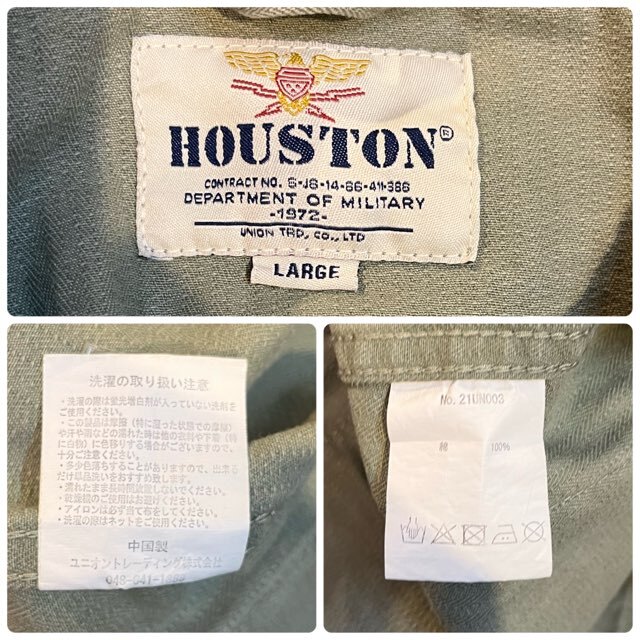 HOUSTON®
CONTRACT NO. S-JS-14-66-411-386
DEPARTMENT OF MILITARY
-1972-
UNION TRD, CO., LTD
LARGE
洗濯の取り扱い注意
・洗濯の際は蛍光増白剤が入っていない洗剤を
ご使用ください。
・この製品は摩擦(特に湿った状態での摩擦)
や汗や雨などの濡れた時は他の衣料や下着(特
に白物)に色移りする場合がございますので、
十分ご注意ください。
・多少色落ちすることがありますので、出来る
だけ単品洗いをおすすめ致します。
・濡れたまま長時間放置しないでください。
・乾燥機のご使用はお避けください。
・アイロンは必ず当て布をしてください。
・洗濯の際はネットをご使用ください。
中国製
ユニオントレーディング株式会社
048-641-1669
No. 21UN003
綿 100%